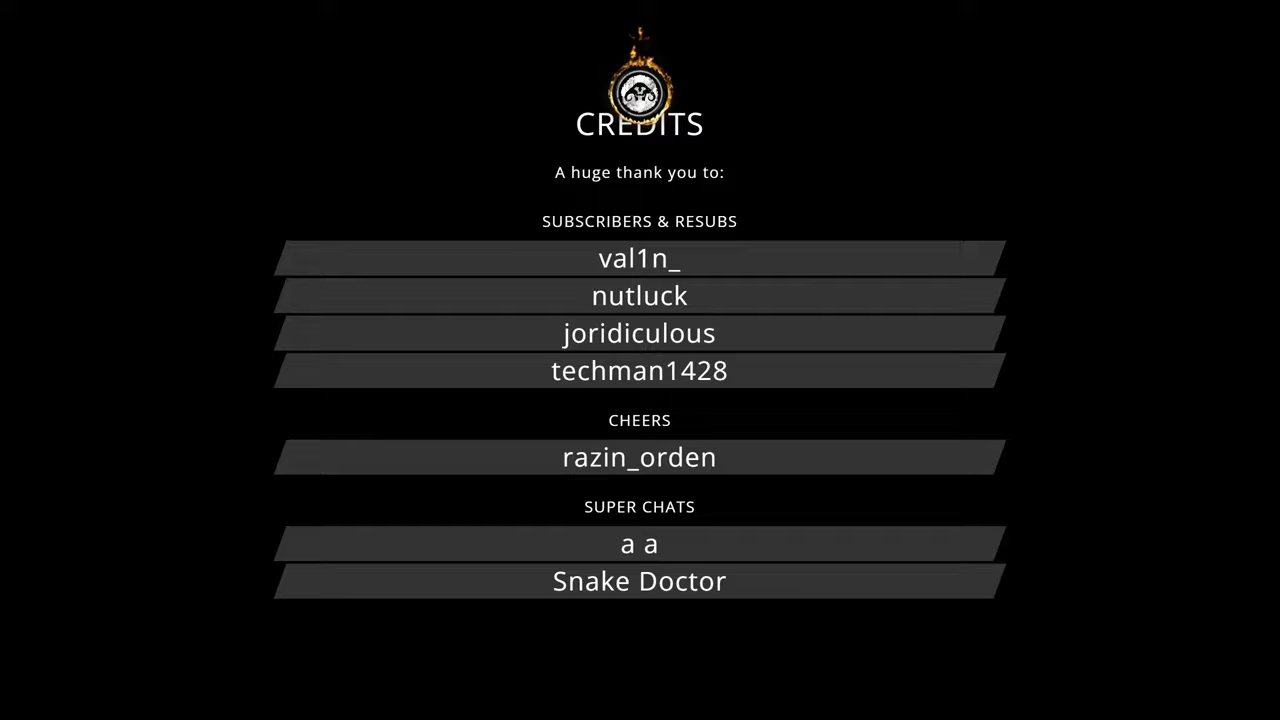 CREDITS
A huge thank you to:
SUBSCRIBERS & RESUBS
val1n_
nutluck
joridiculous
techman1428
CHEERS
razin_orden
SUPER CHATS
a a
Snake Doctor